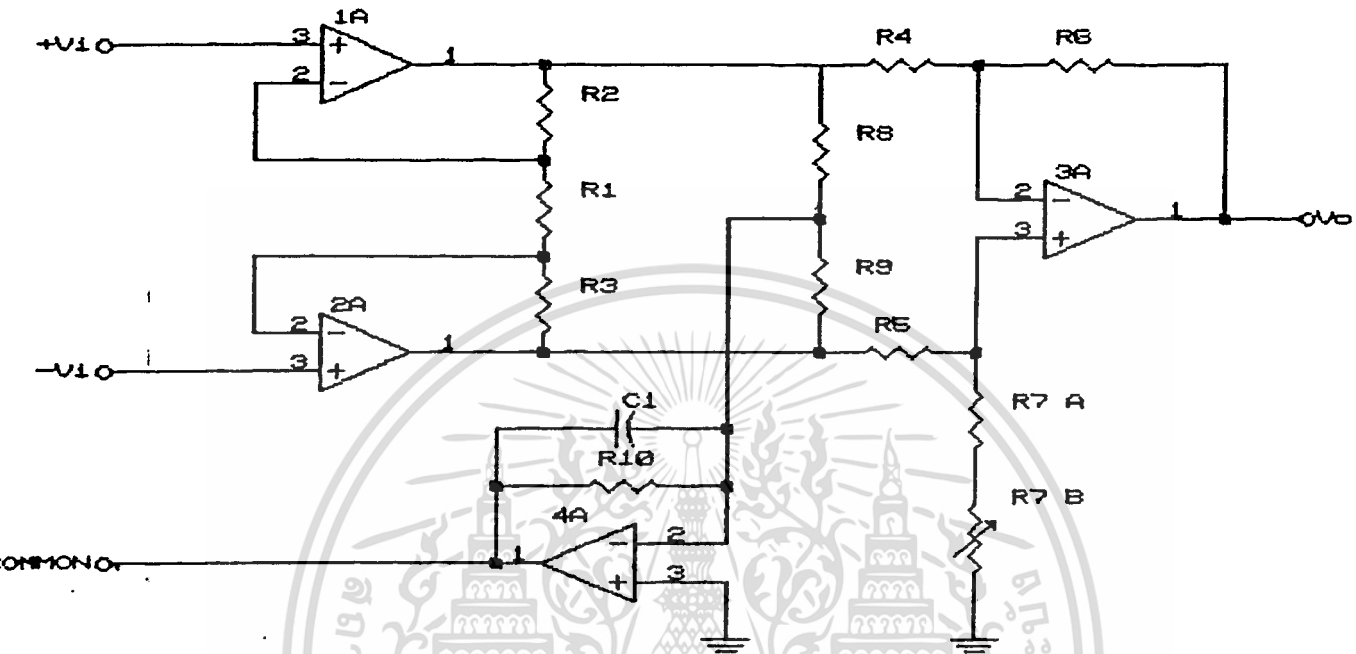 1A
+Vi
3
+
1
2
-
R4
R6
R2
R8
R1
3A
2
-
1
Vo
3
+
R9
R3
R5
2A
2
-
1
-Vi
3
+
C1
R7 A
R10
R7 B
4A
2
-
1
COMMON
+
3